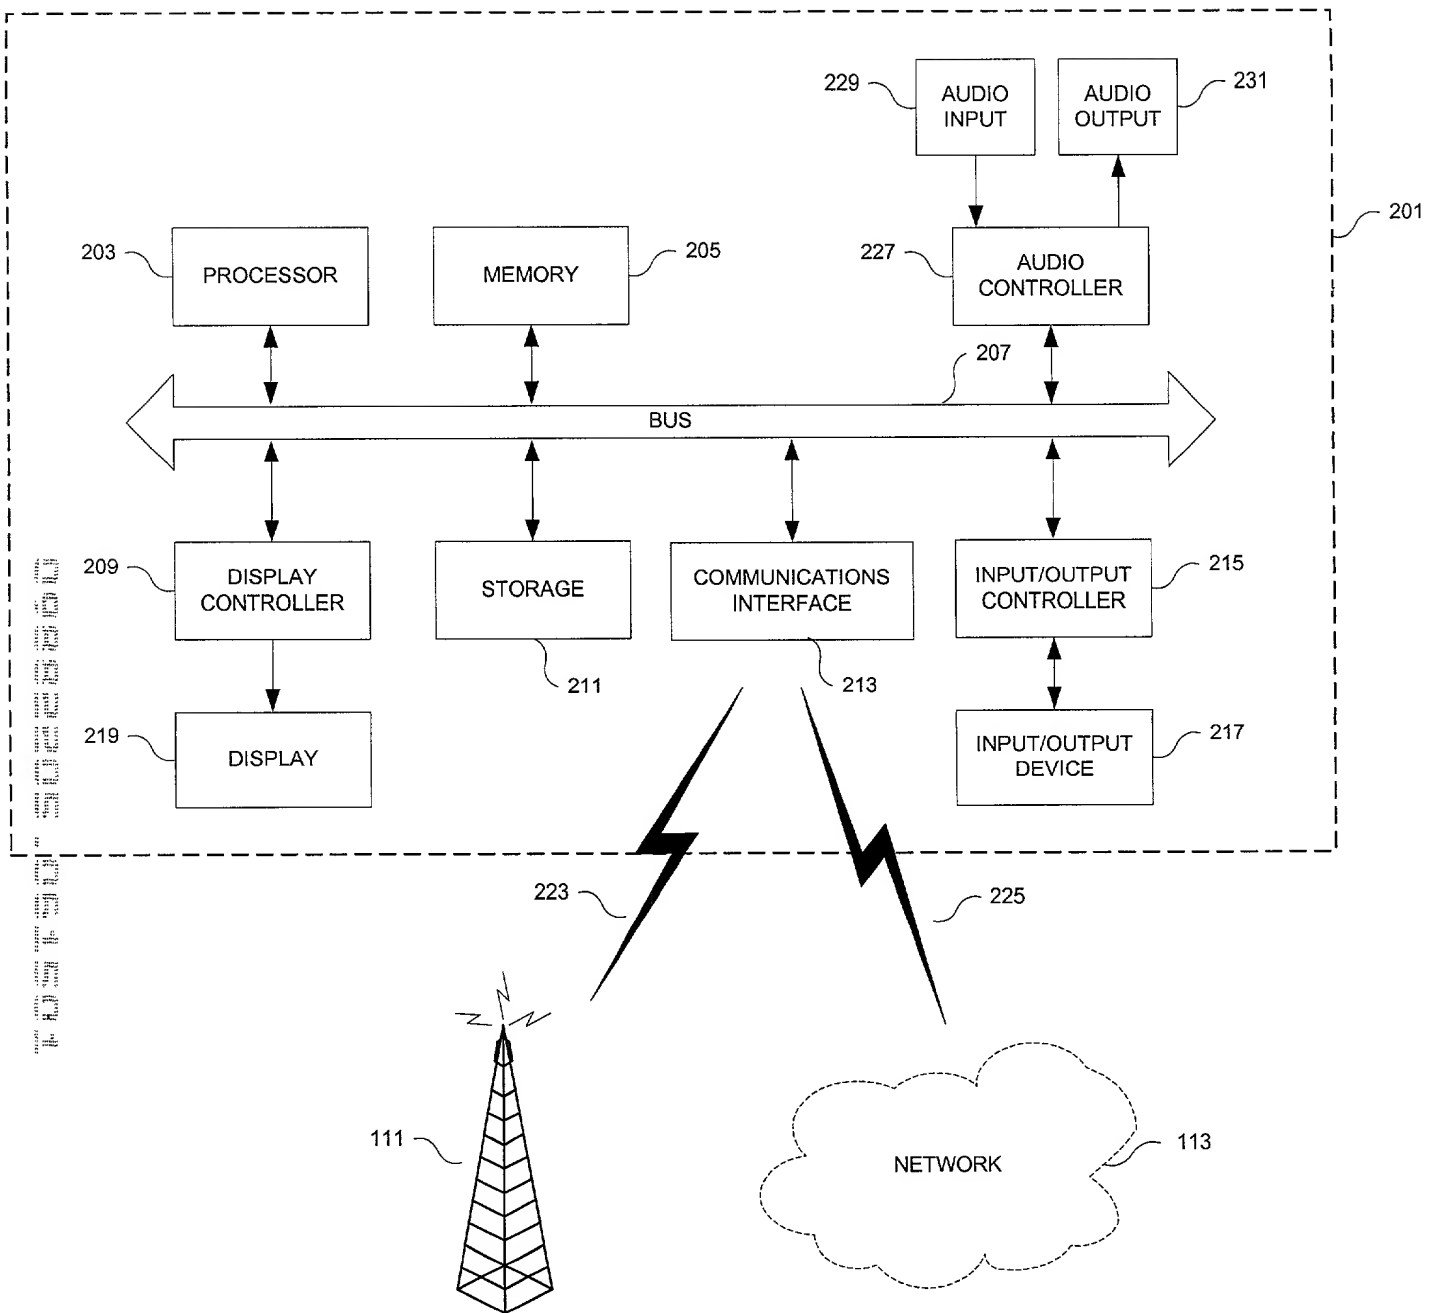 229
AUDIO
INPUT
AUDIO
OUTPUT
231
201
203
PROCESSOR
MEMORY
205
227
AUDIO
CONTROLLER
207
BUS
209
DISPLAY
CONTROLLER
STORAGE
211
COMMUNICATIONS
INTERFACE
213
INPUT/OUTPUT
CONTROLLER
215
219
DISPLAY
INPUT/OUTPUT
DEVICE
217
223
225
111
NETWORK
113